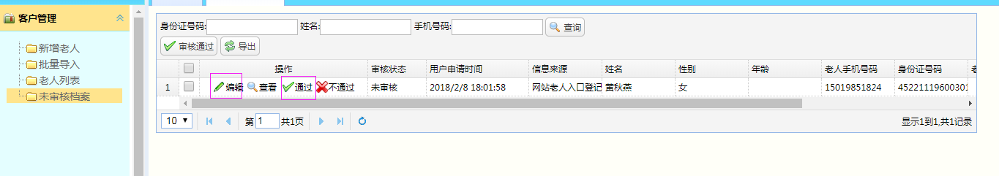 客户管理
新增老人
批量导入
老人列表
未审核档案
身份证号码: 姓名: 手机号码: 查询
审核通过 导出
操作 审核状态 用户申请时间 信息来源 姓名 性别 年龄 老人手机号码 身份证号码
1 编辑 查看 通过 不通过 未审核 2018/2/8 18:01:58 网站老人入口登记 黄秋燕 女 15019851824 45221119600301
10 第 1 共1页 显示1到1,共1记录